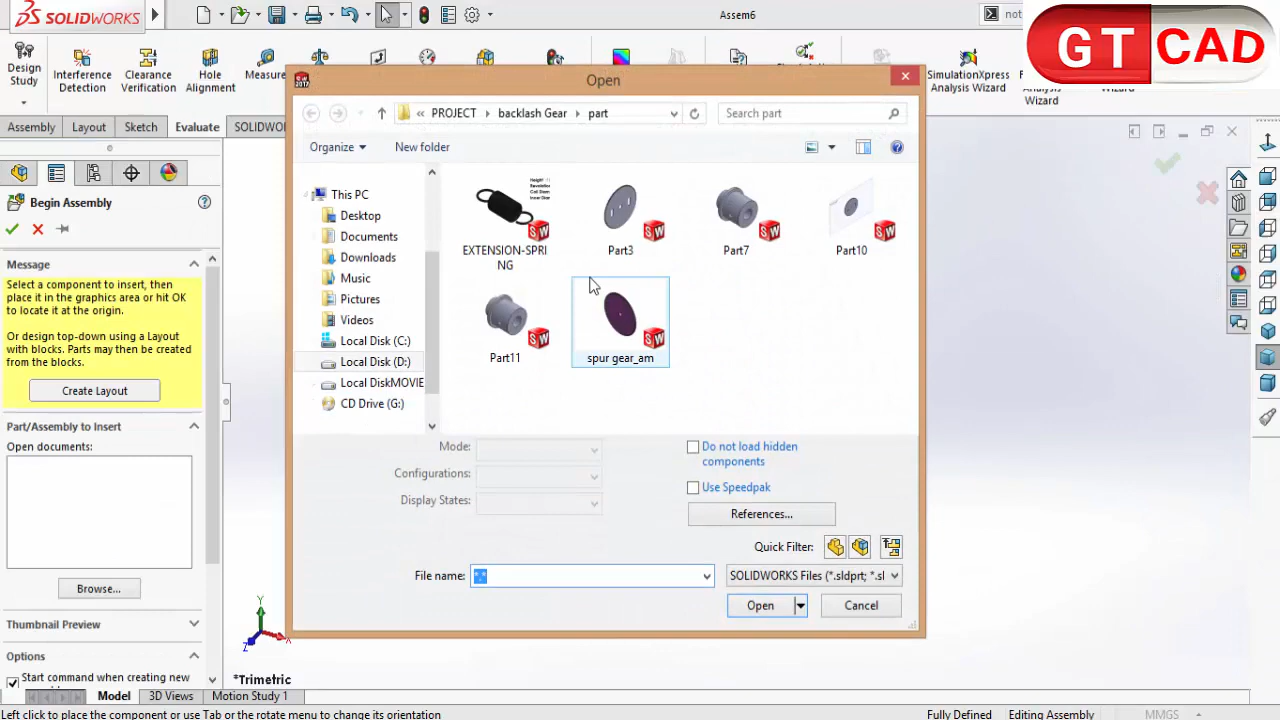 SOLIDWORKS
Assem6
not
GT CAD
Design
Study
Interference
Detection
Clearance
Verification
Hole
Alignment
Measure
SimulationXpress
Analysis Wizard
Analysis
Wizard
Assembly
Layout
Sketch
Evaluate
SOLIDWO
Begin Assembly
Message
Select a component to insert, then
place it in the graphics area or hit OK
to locate it at the origin.
Or design top-down using a Layout
with blocks. Parts may then be created
from the blocks.
Create Layout
Part/Assembly to Insert
Open documents:
Browse...
Thumbnail Preview
Options
Start command when creating new
Open
« PROJECT
backlash Gear
part
Search part
Organize
New folder
This PC
Desktop
Documents
Downloads
Music
Pictures
Videos
Local Disk (C:)
Local Disk (D:)
Local DiskMOVIE
CD Drive (G:)
EXTENSION-SPRI
NG
Part3
Part7
Part10
Part11
spur gear_am
Mode:
Configurations:
Display States:
Do not load hidden
components
Use Speedpak
References...
Quick Filter:
File name:
SOLIDWORKS Files (*.sldprt; *.sl
Open
Cancel
Y
X
Z
*Trimetric
Model
3D Views
Motion Study 1
Left click to place the component or use Tab or the rotate menu to change its orientation
Fully Defined
Editing Assembly
MMGS